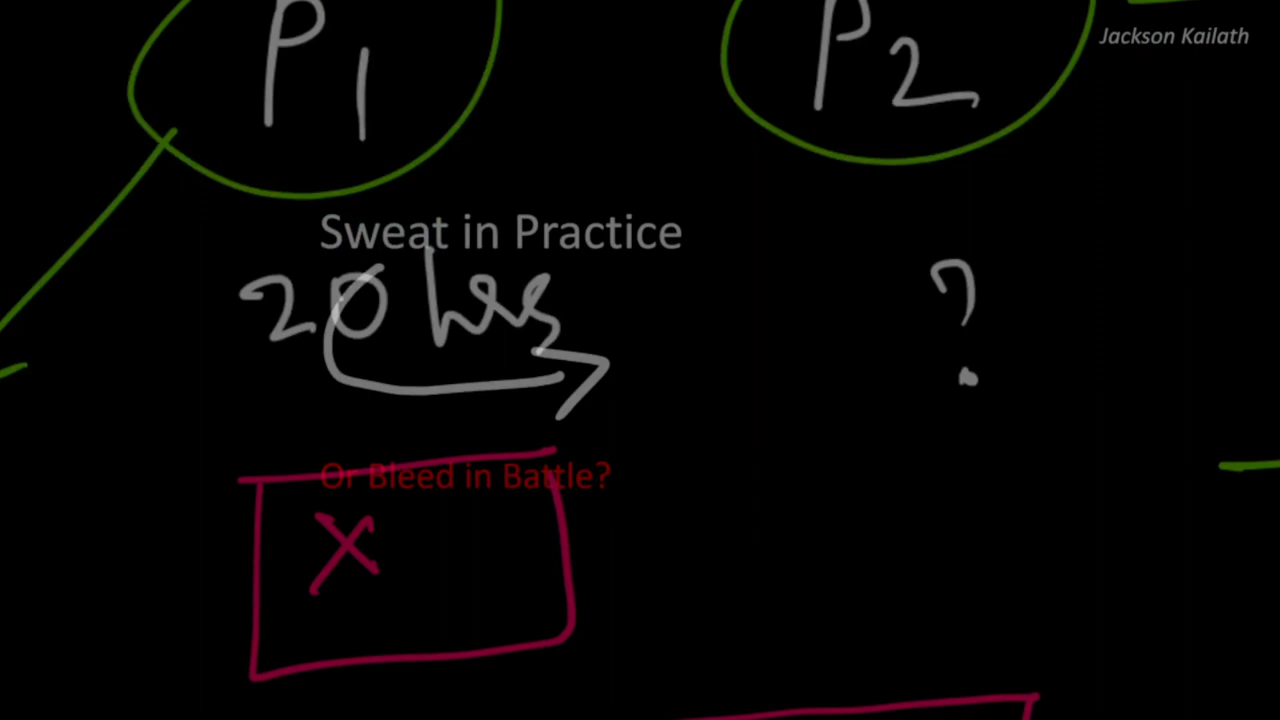 P1
P2
Jackson Kailath
Sweat in Practice
20 hrs
?
Or Bleed in Battle?
X